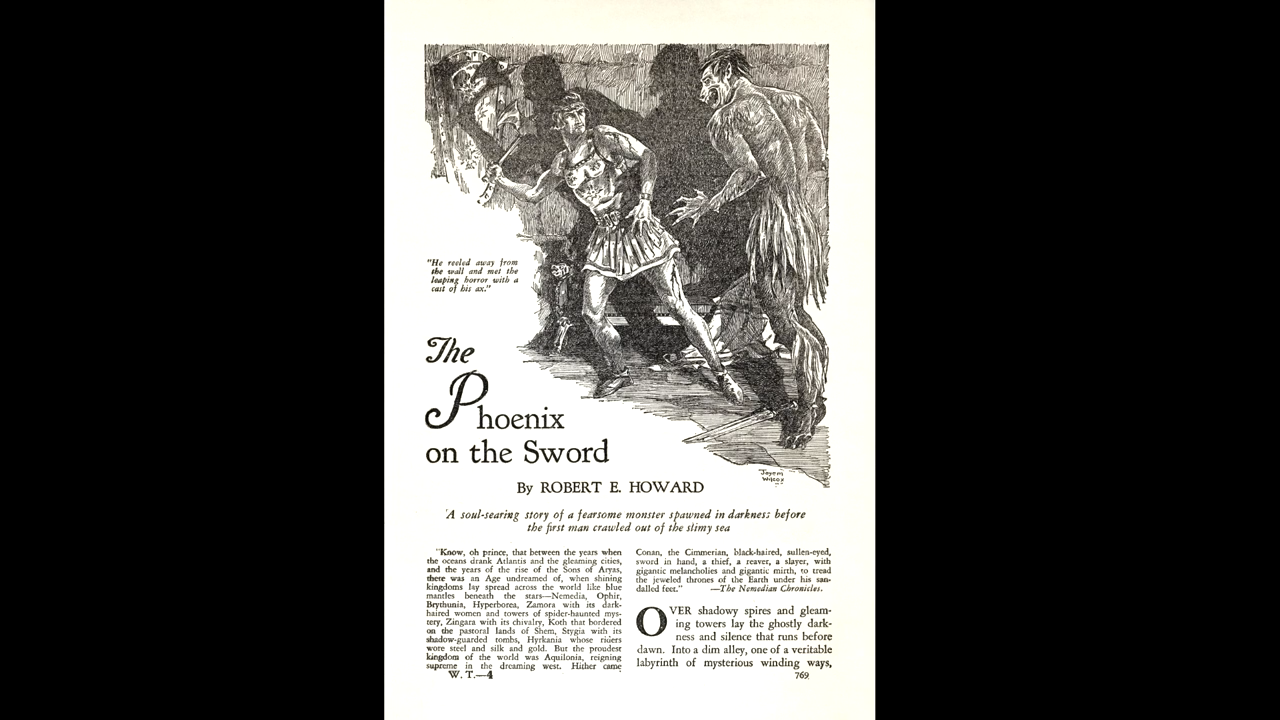 "He reeled away from
the wall and met the
leaping horror with a
cast of his ax."
The
Phoenix
on the Sword
Joyem
Wilcox
By ROBERT E. HOWARD
A soul-searing story of a fearsome monster spawned in darkness before
the first man crawled out of the slimy sea
"Know, oh prince, that between the years when
the oceans drank Atlantis and the gleaming cities,
and the years of the rise of the Sons of Aryas,
there was an Age undreamed of, when shining
kingdoms lay spread across the world like blue
mantles beneath the stars—Nemedia, Ophir,
Brythunia, Hyperborea, Zamora with its dark-
haired women and towers of spider-haunted mys-
tery, Zingara with its chivalry, Koth that bordered
on the pastoral lands of Shem, Stygia with its
shadow-guarded tombs, Hyrkania whose riders
wore steel and silk and gold. But the proudest
kingdom of the world was Aquilonia, reigning
supreme in the dreaming west. Hither came
W. T.—4
Conan, the Cimmerian, black-haired, sullen-eyed,
sword in hand, a thief, a reaver, a slayer, with
gigantic melancholies and gigantic mirth, to tread
the jeweled thrones of the Earth under his san-
dalled feet." —The Nemedian Chronicles.
OVER shadowy spires and gleam-
ing towers lay the ghostly dark-
ness and silence that runs before
dawn. Into a dim alley, one of a veritable
labyrinth of mysterious winding ways,
769